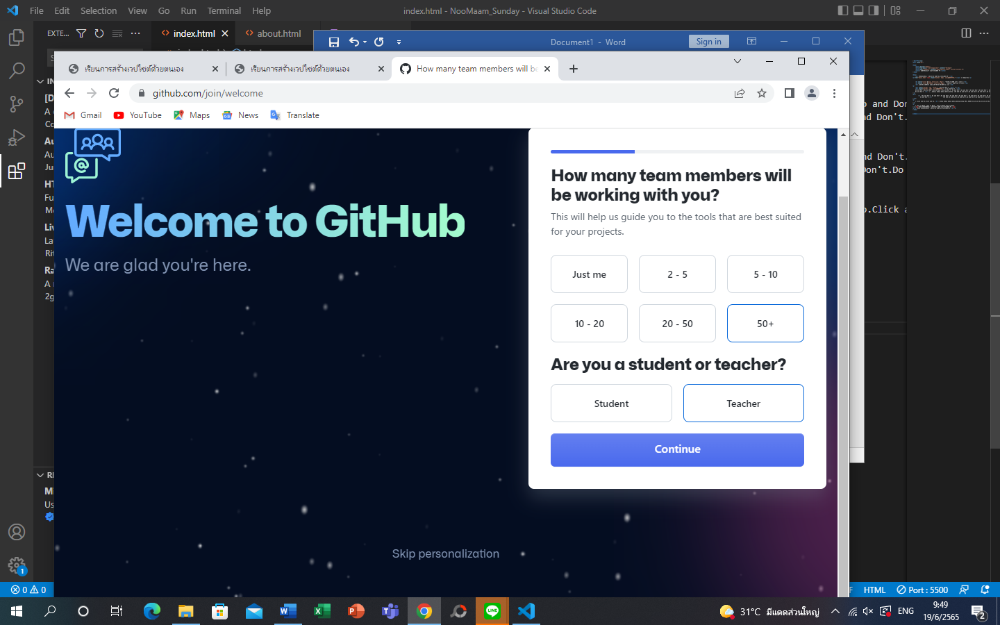 File Edit Selection View Go Run Terminal Help
index.html - NooMaam_Sunday - Visual Studio Code
EXTE...
index.html
about.html
Document1 - Word
Sign in
เรียนการสร้างเวปไซต์ด้วยตนเอง
เรียนการสร้างเวปไซต์ด้วยตนเอง
How many team members will be
github.com/join/welcome
Gmail
YouTube
Maps
News
Translate
Welcome to GitHub
We are glad you're here.
How many team members will
be working with you?
This will help us guide you to the tools that are best suited
for your projects.
Just me
2 - 5
5 - 10
10 - 20
20 - 50
50+
Are you a student or teacher?
Student
Teacher
Continue
Skip personalization
nd Don't.
nd Don't.
Don't.Do
.Click a
0 0
HTML
Port : 5500
31°C มีแดดส่วนใหญ่
ENG
9:49
19/6/2565
2
1